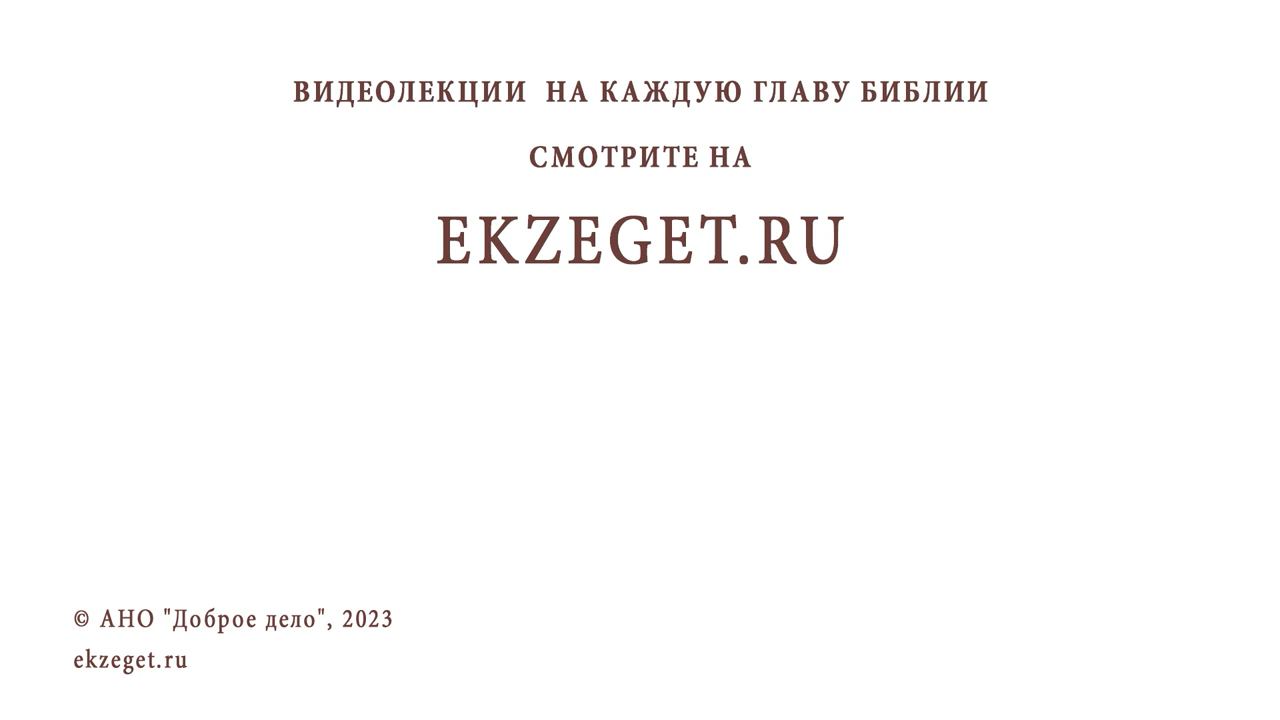 ВИДЕОЛЕКЦИИ НА КАЖДУЮ ГЛАВУ БИБЛИИ
СМОТРИТЕ НА
EKZEGET.RU
© АНО "Доброе дело", 2023
ekzeget.ru